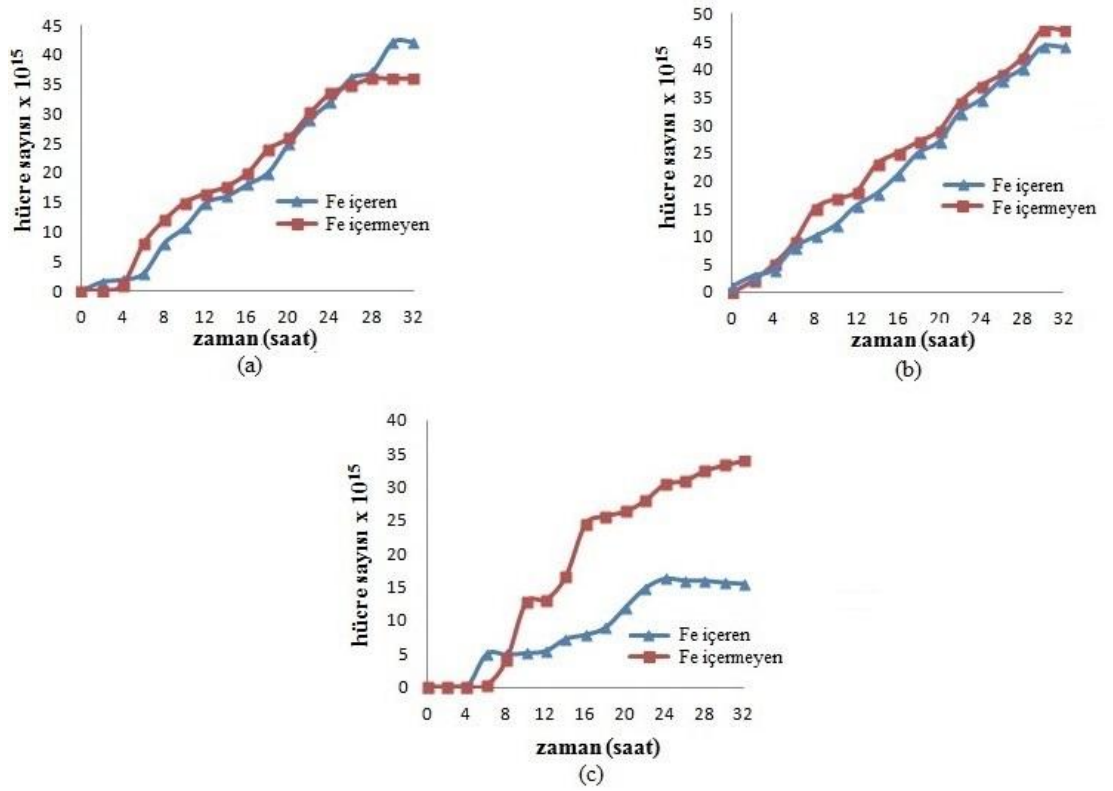 hücre sayısı x 10¹⁵
45
40
35
30
25
20
15
10
5
0
Fe içeren
Fe içermeyen
0 4 8 12 16 20 24 28 32
zaman (saat)
(a)
hücre sayısı x 10¹⁵
50
45
40
35
30
25
20
15
10
5
0
Fe içeren
Fe içermeyen
0 4 8 12 16 20 24 28 32
zaman (saat)
(b)
hücre sayısı x 10¹⁵
40
35
30
25
20
15
10
5
0
Fe içeren
Fe içermeyen
0 4 8 12 16 20 24 28 32
zaman (saat)
(c)